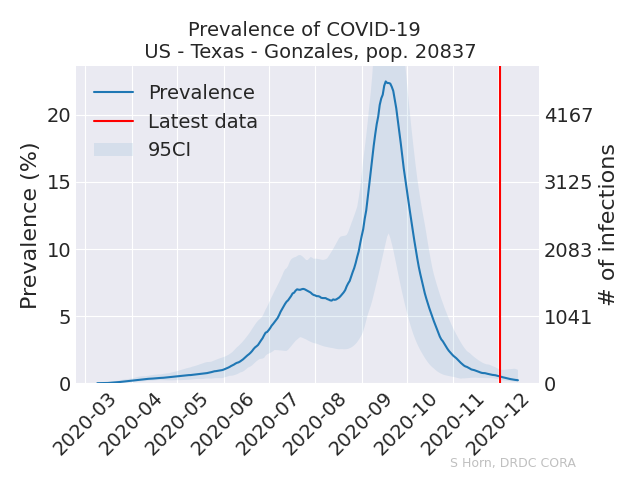 Prevalence of COVID-19
US - Texas - Gonzales, pop. 20837
Prevalence
Latest data
95CI
Prevalence (%)
20
15
10
5
0
4167
3125
2083
1041
0
# of infections
2020-03
2020-04
2020-05
2020-06
2020-07
2020-08
2020-09
2020-10
2020-11
2020-12
S Horn, DRDC CORA